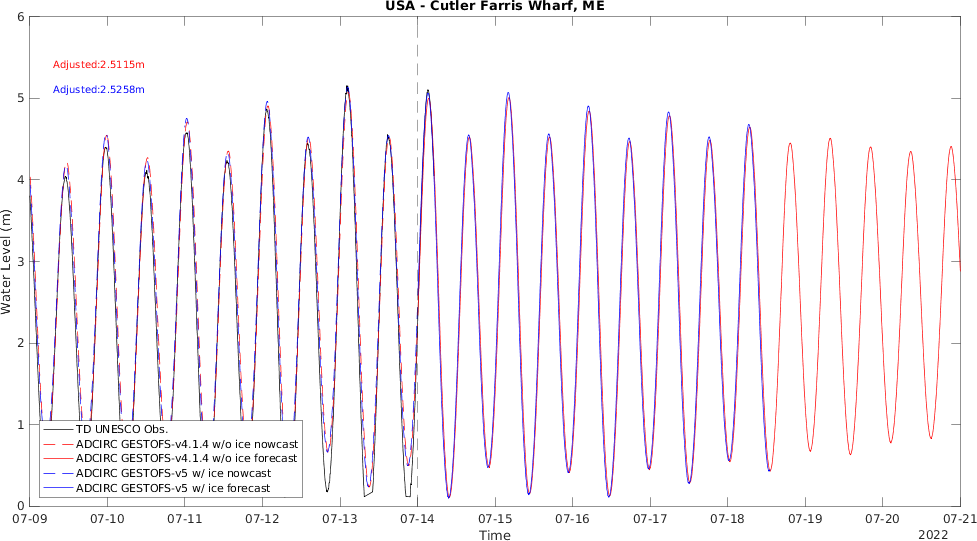 USA - Cutler Farris Wharf, ME
Adjusted:2.5115m
Adjusted:2.5258m
6
5
4
3
2
1
0
Water Level (m)
TD UNESCO Obs.
ADCIRC GESTOFS-v4.1.4 w/o ice nowcast
ADCIRC GESTOFS-v4.1.4 w/o ice forecast
ADCIRC GESTOFS-v5 w/ ice nowcast
ADCIRC GESTOFS-v5 w/ ice forecast
07-09 07-10 07-11 07-12 07-13 07-14 07-15 07-16 07-17 07-18 07-19 07-20 07-21
Time
2022